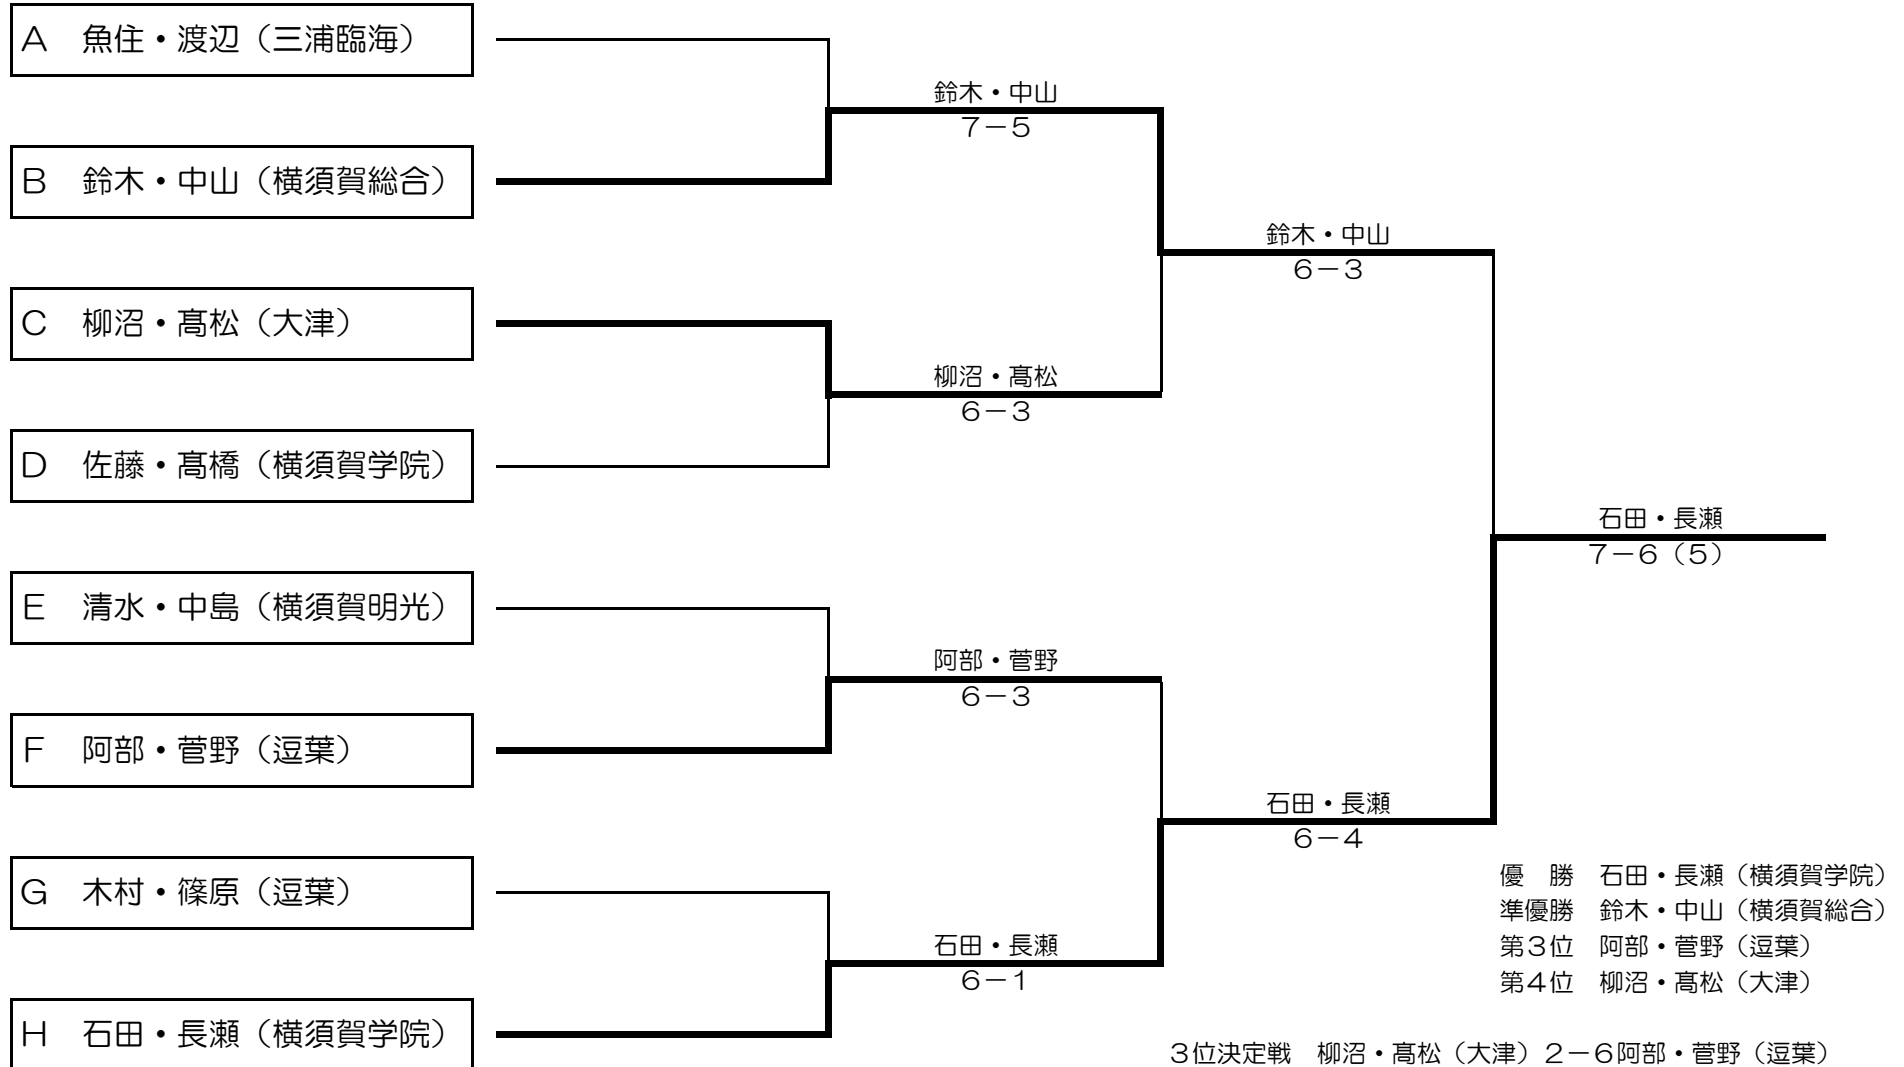 A　魚住・渡辺（三浦臨海）
鈴木・中山
７－５
B　鈴木・中山（横須賀総合）
鈴木・中山
６－３
C　柳沼・髙松（大津）
柳沼・髙松
６－３
D　佐藤・髙橋（横須賀学院）
石田・長瀬
７－６（５）
E　清水・中島（横須賀明光）
阿部・菅野
６－３
F　阿部・菅野（逗葉）
石田・長瀬
６－４
G　木村・篠原（逗葉）
石田・長瀬
６－１
H　石田・長瀬（横須賀学院）
優　勝　石田・長瀬（横須賀学院）
準優勝　鈴木・中山（横須賀総合）
第３位　阿部・菅野（逗葉）
第４位　柳沼・髙松（大津）
３位決定戦　柳沼・髙松（大津）２－６阿部・菅野（逗葉）